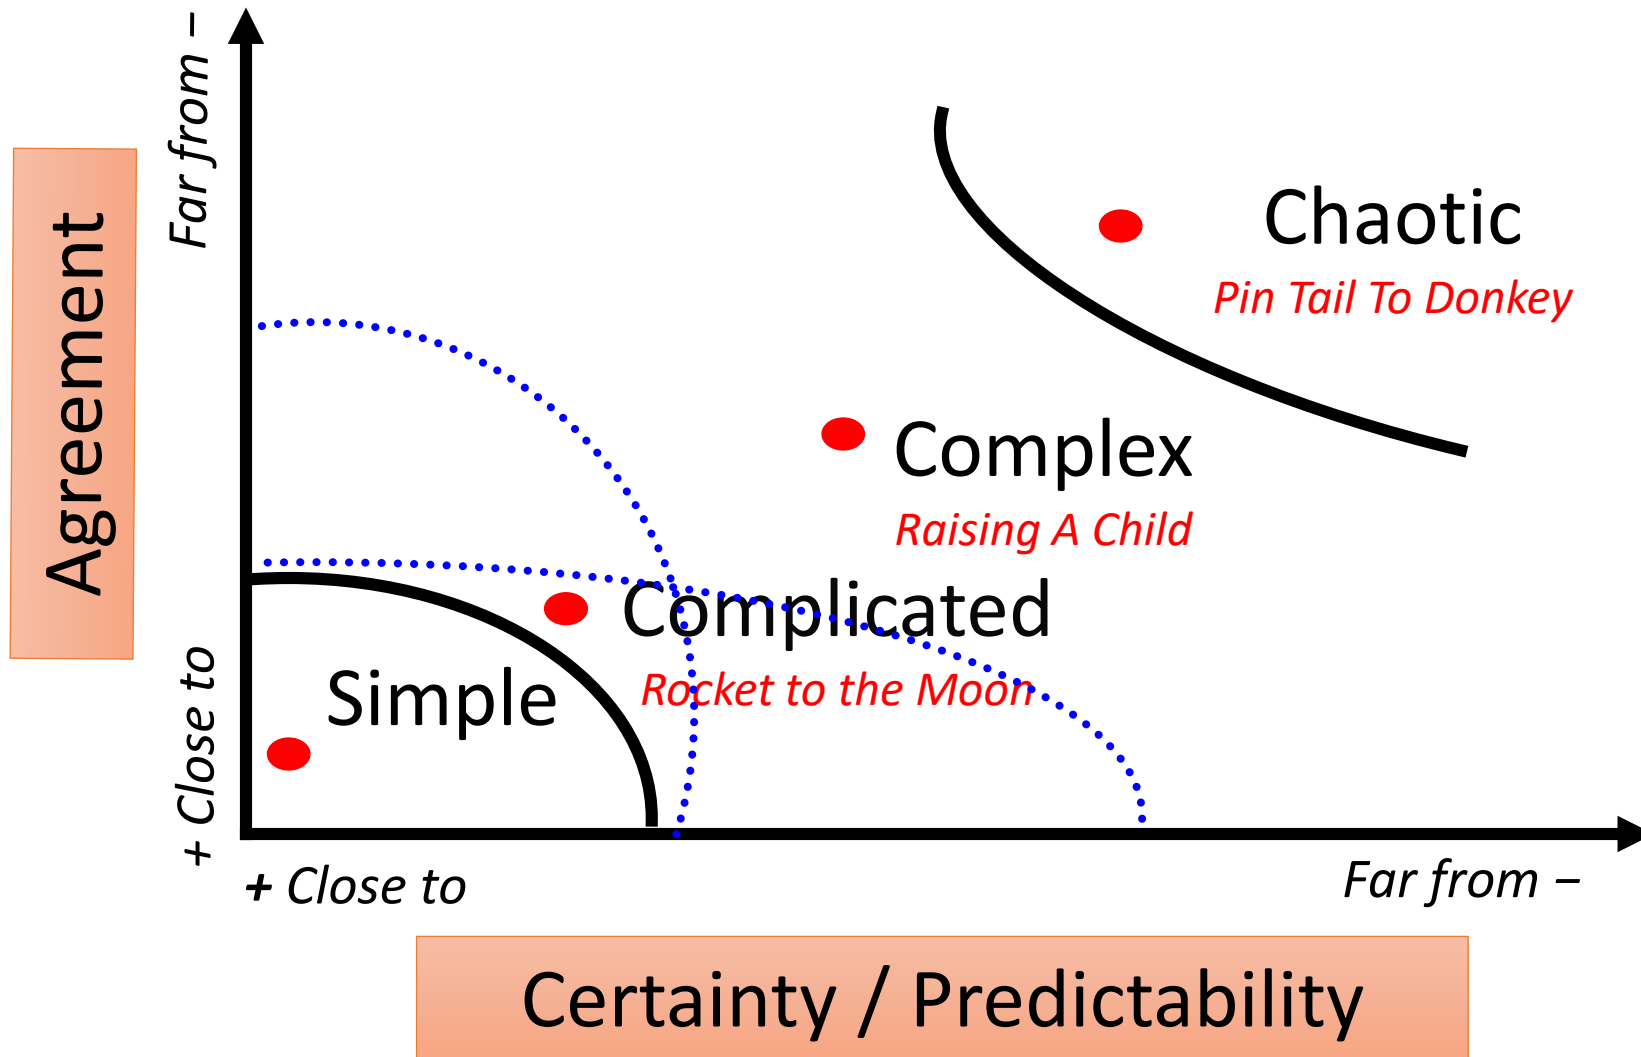 Far from −
Agreement
+ Close to
Chaotic
Pin Tail To Donkey
Complex
Raising A Child
Complicated
Rocket to the Moon
Simple
+ Close to
Far from −
Certainty / Predictability